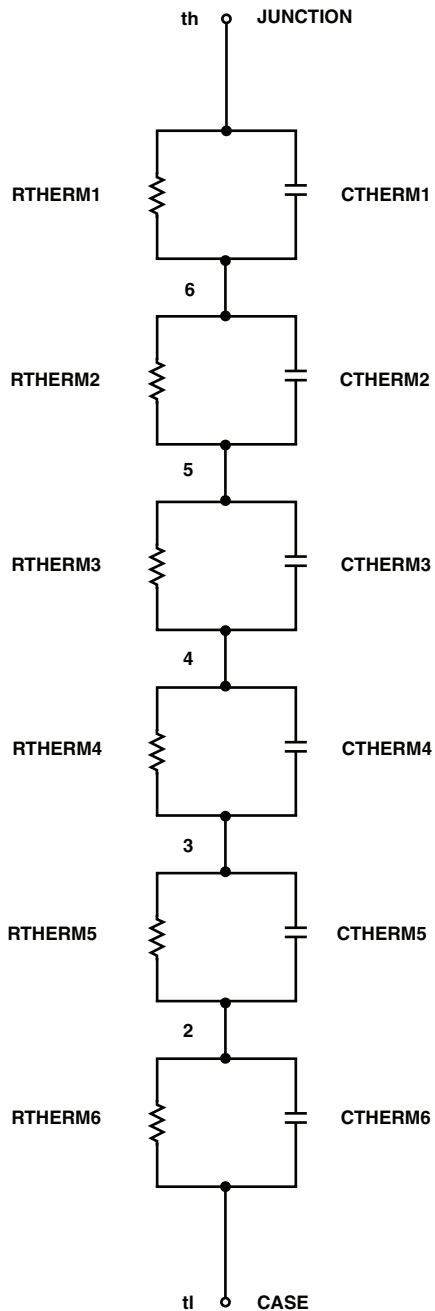 th JUNCTION
RTHERM1 CTHERM1
6
RTHERM2 CTHERM2
5
RTHERM3 CTHERM3
4
RTHERM4 CTHERM4
3
RTHERM5 CTHERM5
2
RTHERM6 CTHERM6
tl CASE